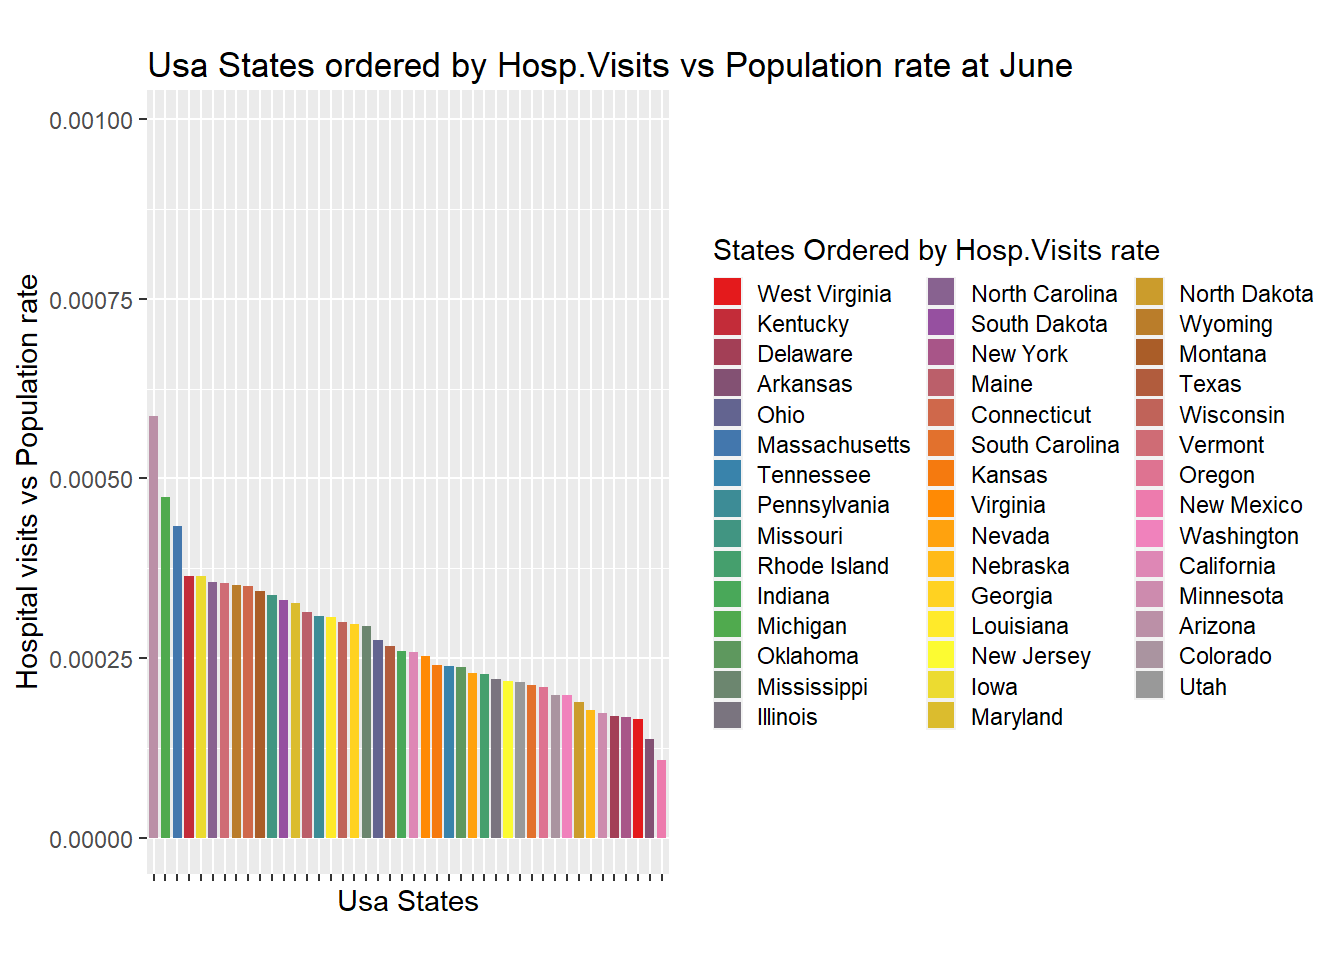 Usa States ordered by Hosp.Visits vs Population rate at June
0.00100
0.00075
0.00050
0.00025
0.00000
Hospital visits vs Population rate
Usa States
States Ordered by Hosp.Visits rate
West Virginia
Kentucky
Delaware
Arkansas
Ohio
Massachusetts
Tennessee
Pennsylvania
Missouri
Rhode Island
Indiana
Michigan
Oklahoma
Mississippi
Illinois
North Carolina
South Dakota
New York
Maine
Connecticut
South Carolina
Kansas
Virginia
Nevada
Nebraska
Georgia
Louisiana
New Jersey
Iowa
Maryland
North Dakota
Wyoming
Montana
Texas
Wisconsin
Vermont
Oregon
New Mexico
Washington
California
Minnesota
Arizona
Colorado
Utah